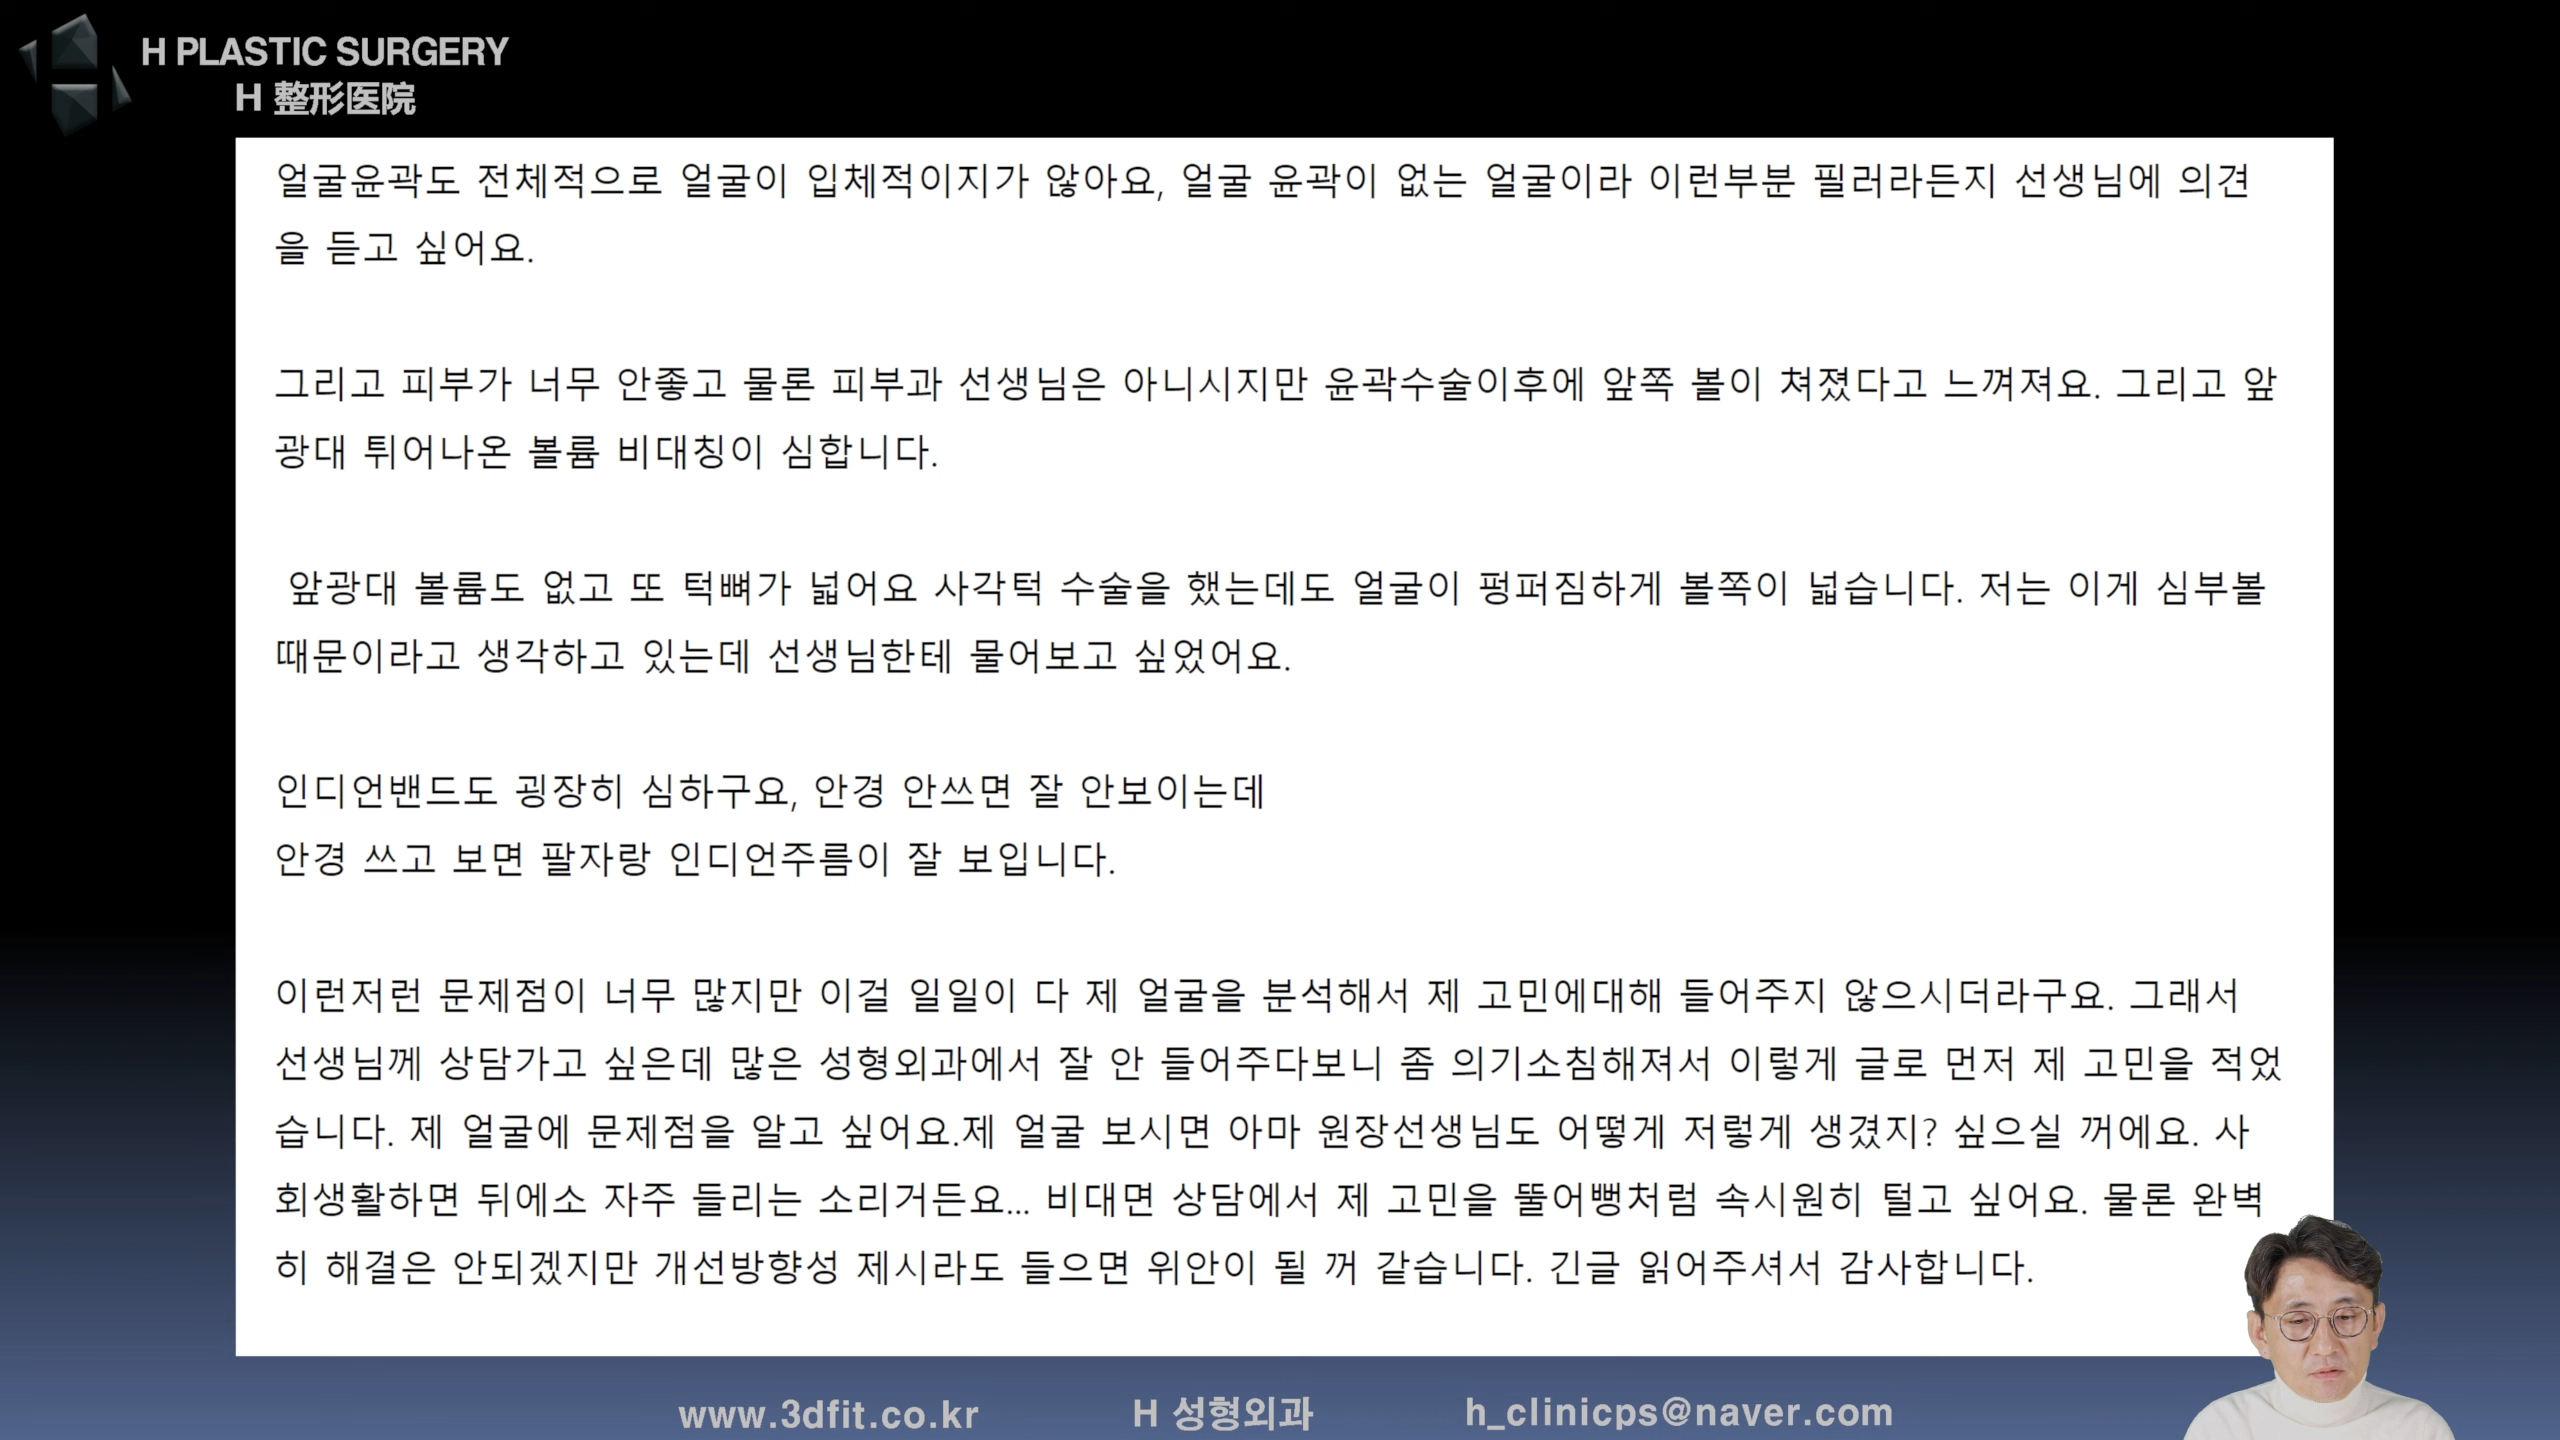 H PLASTIC SURGERY
H 整形医院
얼굴윤곽도 전체적으로 얼굴이 입체적이지가 않아요, 얼굴 윤곽이 없는 얼굴이라 이런부분 필러라든지 선생님에 의견
을 듣고 싶어요.
그리고 피부가 너무 안좋고 물론 피부과 선생님은 아니시지만 윤곽수술이후에 앞쪽 볼이 쳐졌다고 느껴져요. 그리고 앞
광대 튀어나온 볼륨 비대칭이 심합니다.
앞광대 볼륨도 없고 또 턱뼈가 넓어요 사각턱 수술을 했는데도 얼굴이 펑퍼짐하게 볼쪽이 넓습니다. 저는 이게 심부볼
때문이라고 생각하고 있는데 선생님한테 물어보고 싶었어요.
인디언밴드도 굉장히 심하구요, 안경 안쓰면 잘 안보이는데
안경 쓰고 보면 팔자랑 인디언주름이 잘 보입니다.
이런저런 문제점이 너무 많지만 이걸 일일이 다 제 얼굴을 분석해서 제 고민에대해 들어주지 않으시더라구요. 그래서
선생님께 상담가고 싶은데 많은 성형외과에서 잘 안 들어주다보니 좀 의기소침해져서 이렇게 글로 먼저 제 고민을 적었
습니다. 제 얼굴에 문제점을 알고 싶어요.제 얼굴 보시면 아마 원장선생님도 어떻게 저렇게 생겼지? 싶으실 꺼에요. 사
회생활하면 뒤에소 자주 들리는 소리거든요... 비대면 상담에서 제 고민을 뚫어뻥처럼 속시원히 털고 싶어요. 물론 완벽
히 해결은 안되겠지만 개선방향성 제시라도 들으면 위안이 될 꺼 같습니다. 긴글 읽어주셔서 감사합니다.
www.3dfit.co.kr H 성형외과 h_clinicps@naver.com